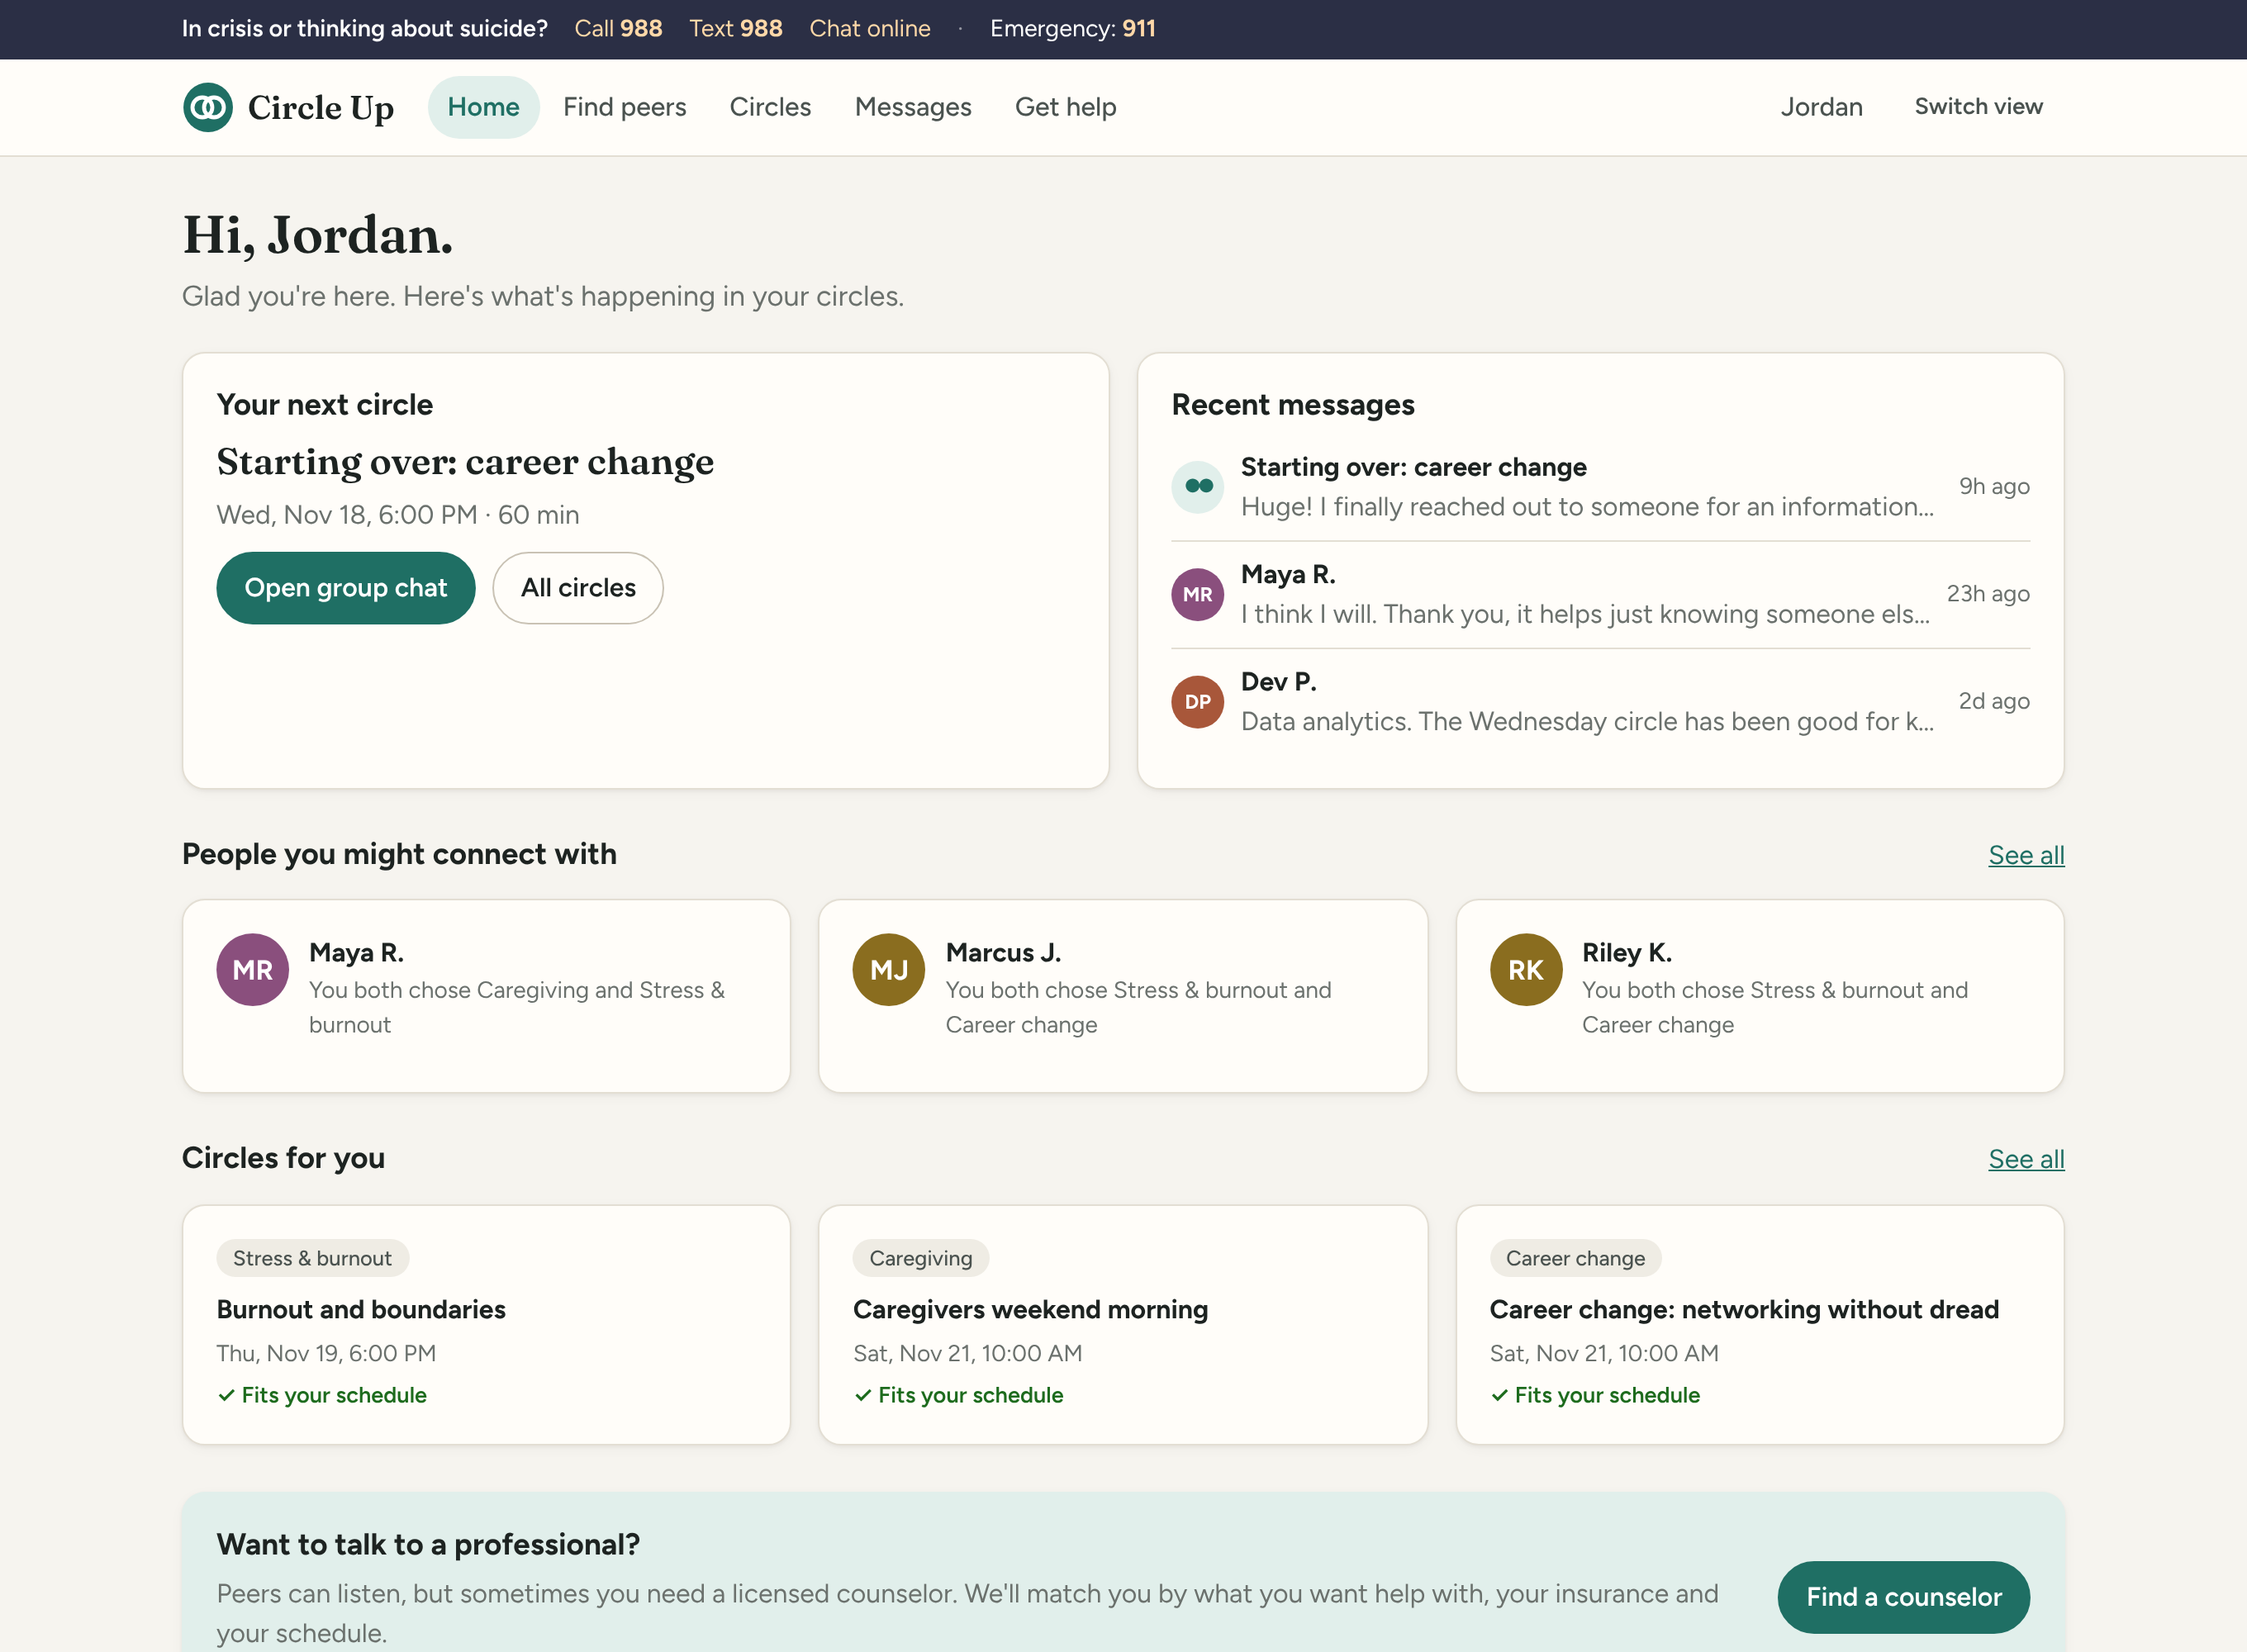 In crisis or thinking about suicide? Call 988 Text 988 Chat online · Emergency: 911
Circle Up Home Find peers Circles Messages Get help Jordan Switch view
Hi, Jordan.
Glad you're here. Here's what's happening in your circles.
Your next circle
Starting over: career change
Wed, Nov 18, 6:00 PM · 60 min
Open group chat All circles
Recent messages
Starting over: career change
Huge! I finally reached out to someone for an information... 9h ago
MR Maya R.
I think I will. Thank you, it helps just knowing someone els... 23h ago
DP Dev P.
Data analytics. The Wednesday circle has been good for k... 2d ago
People you might connect with See all
MR Maya R.
You both chose Caregiving and Stress &
burnout
MJ Marcus J.
You both chose Stress & burnout and
Career change
RK Riley K.
You both chose Stress & burnout and
Career change
Circles for you See all
Stress & burnout
Burnout and boundaries
Thu, Nov 19, 6:00 PM
✓ Fits your schedule
Caregiving
Caregivers weekend morning
Sat, Nov 21, 10:00 AM
✓ Fits your schedule
Career change
Career change: networking without dread
Sat, Nov 21, 10:00 AM
✓ Fits your schedule
Want to talk to a professional?
Peers can listen, but sometimes you need a licensed counselor. We'll match you by what you want help with, your insurance and
your schedule.
Find a counselor